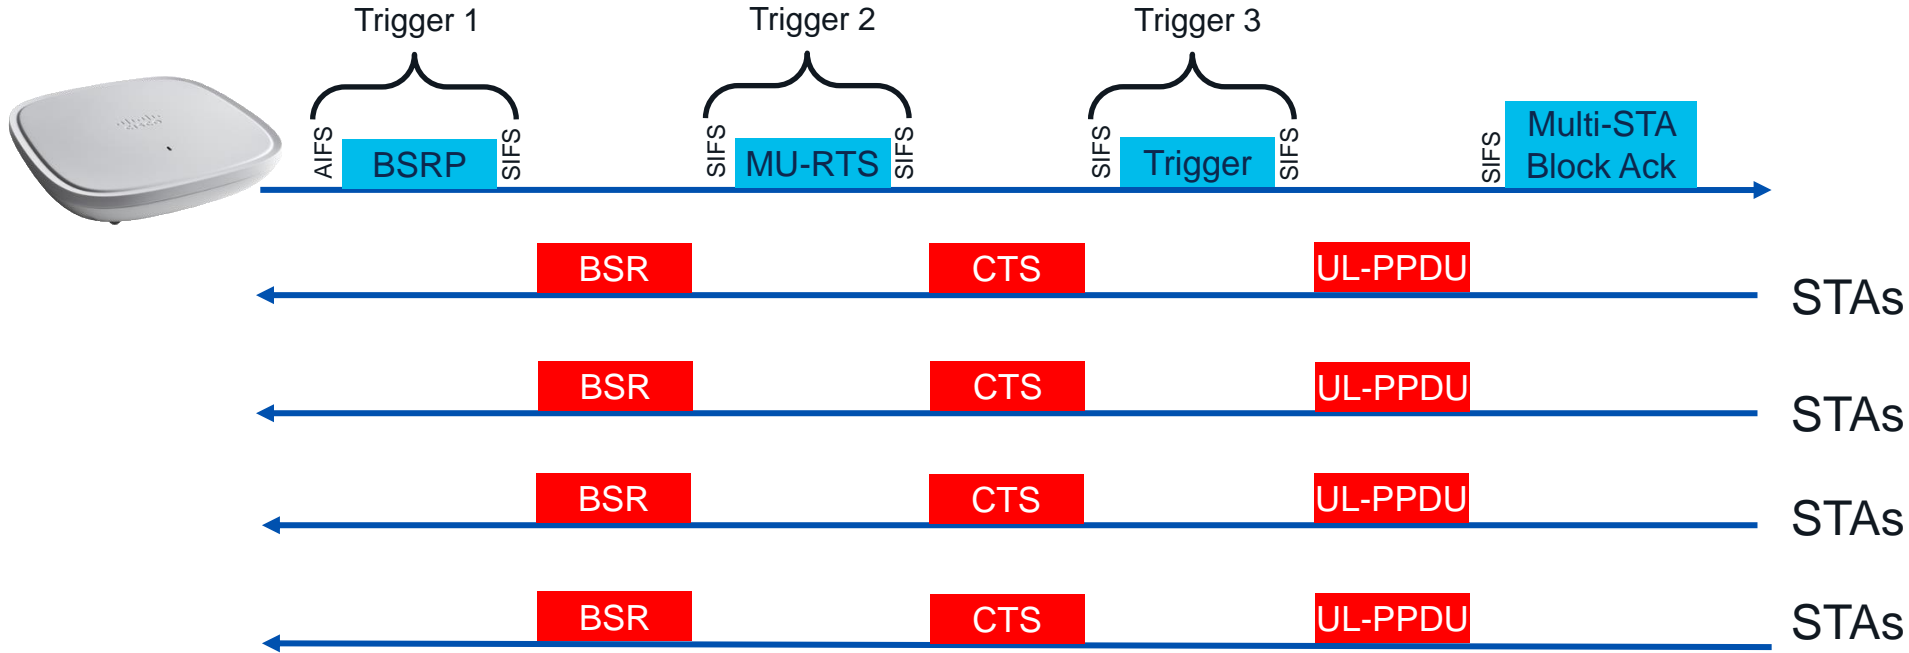 Trigger 1
Trigger 2
Trigger 3
AIFS
BSRP
SIFS
SIFS
MU-RTS
SIFS
SIFS
Trigger
SIFS
SIFS
Multi-STA
Block Ack
BSR
CTS
UL-PPDU
STAs
BSR
CTS
UL-PPDU
STAs
BSR
CTS
UL-PPDU
STAs
BSR
CTS
UL-PPDU
STAs